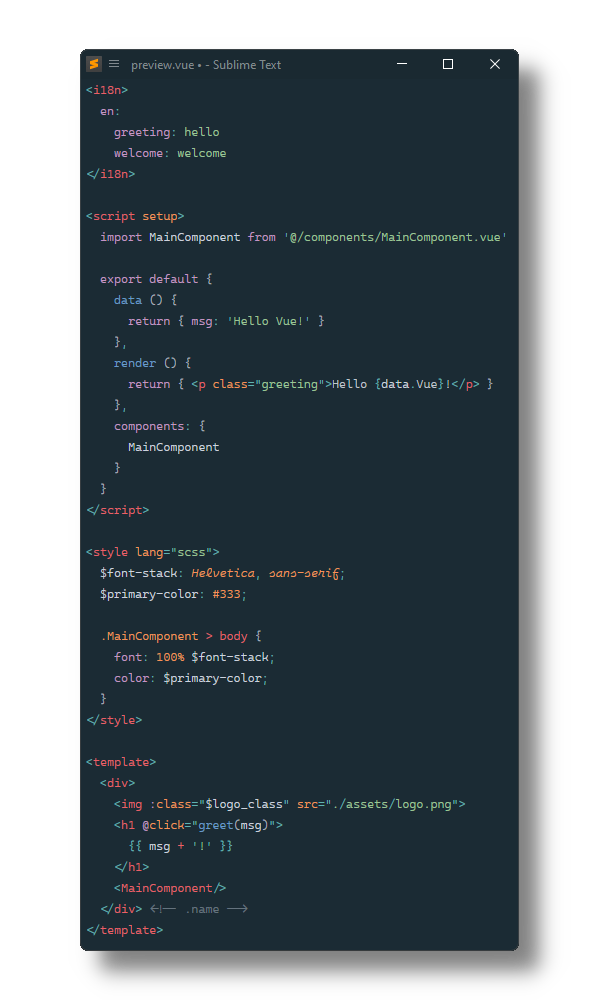 preview.vue • - Sublime Text
<i18n>
  en:
    greeting: hello
    welcome: welcome
</i18n>

<script setup>
  import MainComponent from '@/components/MainComponent.vue'

  export default {
    data () {
      return { msg: 'Hello Vue!' }
    },
    render () {
      return { <p class="greeting">Hello {data.Vue}!</p> }
    },
    components: {
      MainComponent
    }
  }
</script>

<style lang="scss">
  $font-stack: Helvetica, sans-serif;
  $primary-color: #333;

  .MainComponent > body {
    font: 100% $font-stack;
    color: $primary-color;
  }
</style>

<template>
  <div>
    <img :class="$logo_class" src="./assets/logo.png">
    <h1 @click="greet(msg)">
      {{ msg + '!' }}
    </h1>
    <MainComponent/>
  </div> <!-- .name -->
</template>